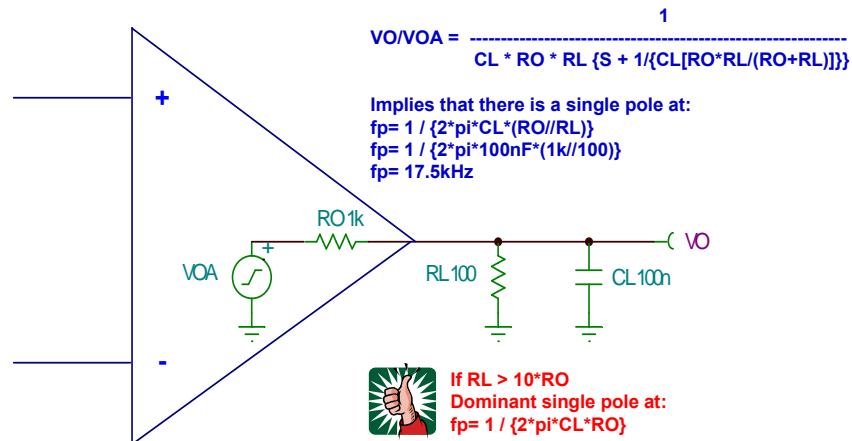 1
VO/VOA = ------------------------------------------------------------
CL * RO * RL {S + 1/{CL[RO*RL/(RO+RL)]}}
Implies that there is a single pole at:
fp= 1 / {2*pi*CL*(RO//RL)}
fp= 1 / {2*pi*100nF*(1k//100)}
fp= 17.5kHz
+
RO 1k
+
VOA
VO
RL 100
CL 100n
-
If RL > 10*RO
Dominant single pole at:
fp= 1 / {2*pi*CL*RO}